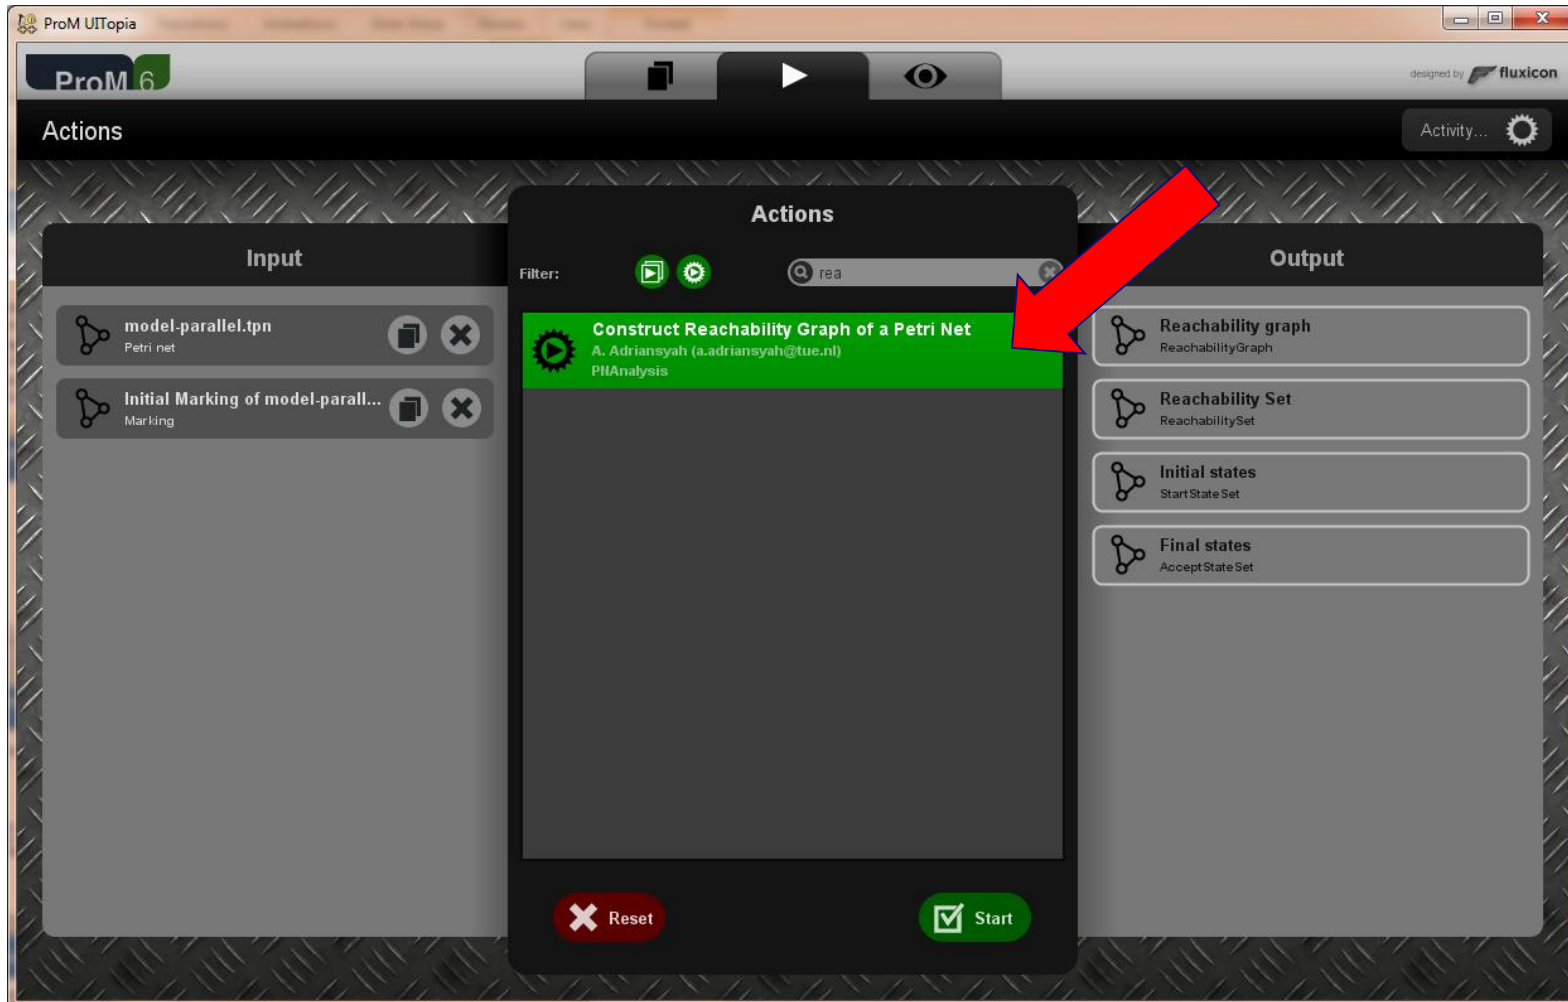 ProM UITopia
ProM 6
designed by fluxicon
Actions
Activity...
Input
model-parallel.tpn
Petri net
Initial Marking of model-parall...
Marking
Actions
Filter:
rea
Construct Reachability Graph of a Petri Net
A. Adriansyah (a.adriansyah@tue.nl)
PNAnalysis
Reset
Start
Output
Reachability graph
ReachabilityGraph
Reachability Set
ReachabilitySet
Initial states
StartStateSet
Final states
AcceptStateSet